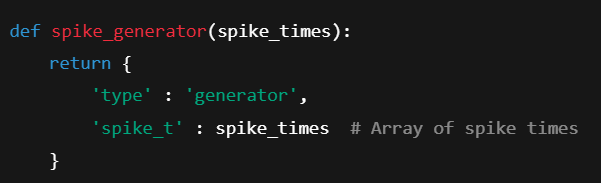 def spike_generator(spike_times):
    return {
        'type' : 'generator',
        'spike_t' : spike_times  # Array of spike times
    }